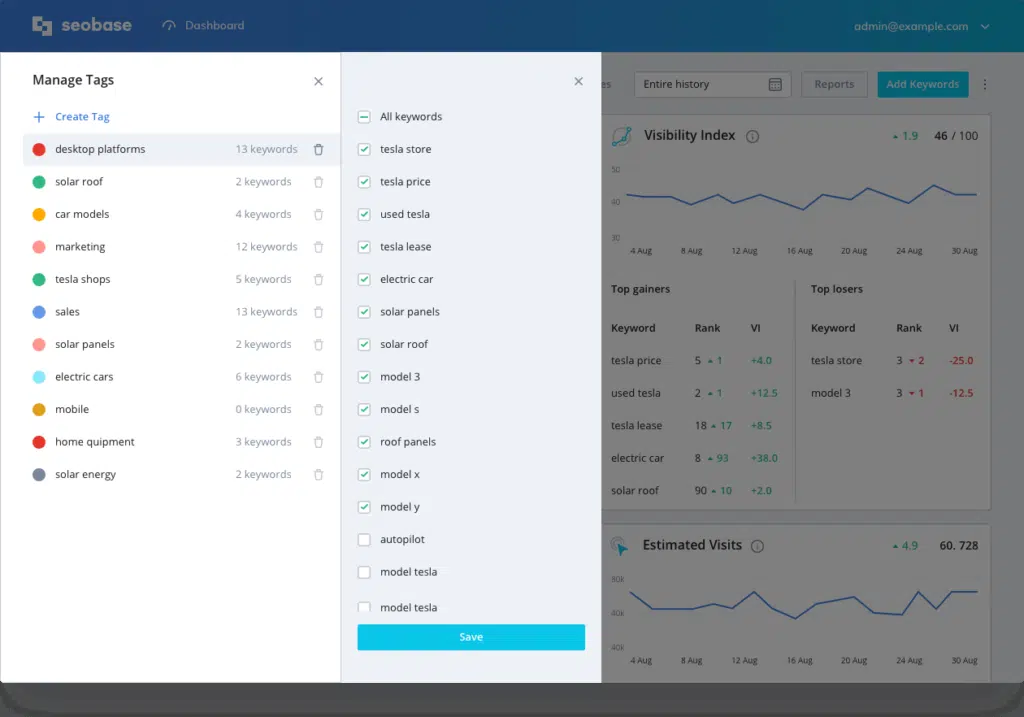 seobase
Dashboard
admin@example.com
Manage Tags
Create Tag
desktop platforms 13 keywords
solar roof 2 keywords
car models 4 keywords
marketing 12 keywords
tesla shops 5 keywords
sales 13 keywords
solar panels 2 keywords
electric cars 6 keywords
mobile 0 keywords
home quipment 3 keywords
solar energy 2 keywords
All keywords
tesla store
tesla price
used tesla
tesla lease
electric car
solar panels
solar roof
model 3
model s
roof panels
model x
model y
autopilot
model tesla
model tesla
Save
Entire history
Reports
Add Keywords
Visibility Index 1.9 46 / 100
50
40
30
4 Aug 8 Aug 12 Aug 16 Aug 20 Aug 24 Aug 30 Aug
Top gainers
Keyword Rank VI
tesla price 5 1 +4.0
used tesla 2 1 +12.5
tesla lease 18 17 +8.5
electric car 8 93 +38.0
solar roof 90 10 +2.0
Top losers
Keyword Rank VI
tesla store 3 2 -25.0
model 3 3 1 -12.5
Estimated Visits 4.9 60. 728
80k
40k
40k
4 Aug 8 Aug 12 Aug 16 Aug 20 Aug 24 Aug 30 Aug